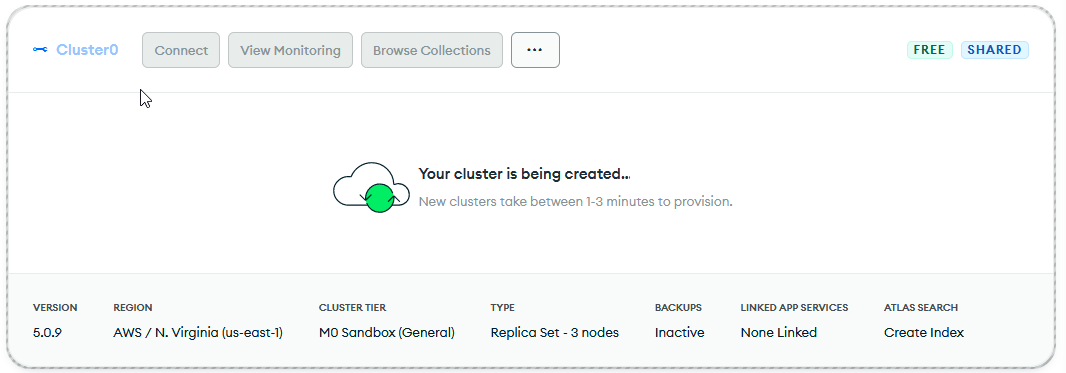 Cluster0 Connect View Monitoring Browse Collections ... FREE SHARED
Your cluster is being created...
New clusters take between 1-3 minutes to provision.
VERSION REGION CLUSTER TIER TYPE BACKUPS LINKED APP SERVICES ATLAS SEARCH
5.0.9 AWS / N. Virginia (us-east-1) M0 Sandbox (General) Replica Set - 3 nodes Inactive None Linked Create Index